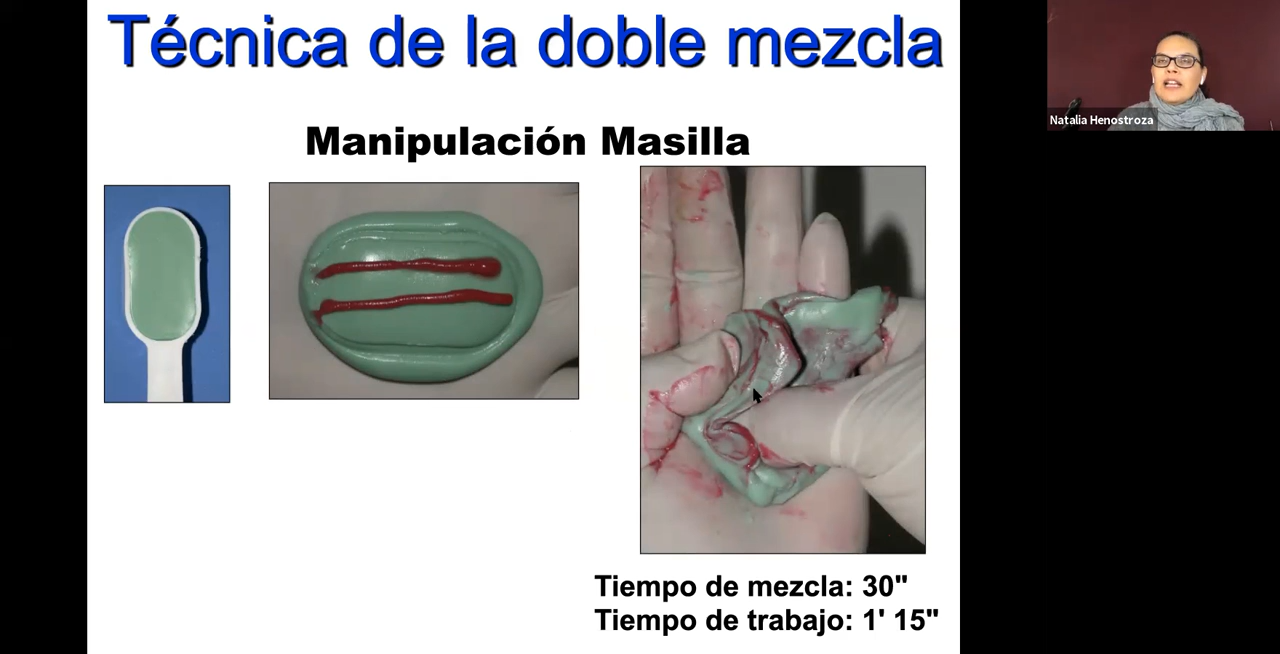 Técnica de la doble mezcla
Natalia Henostroza
Manipulación Masilla
Tiempo de mezcla: 30"
Tiempo de trabajo: 1' 15"